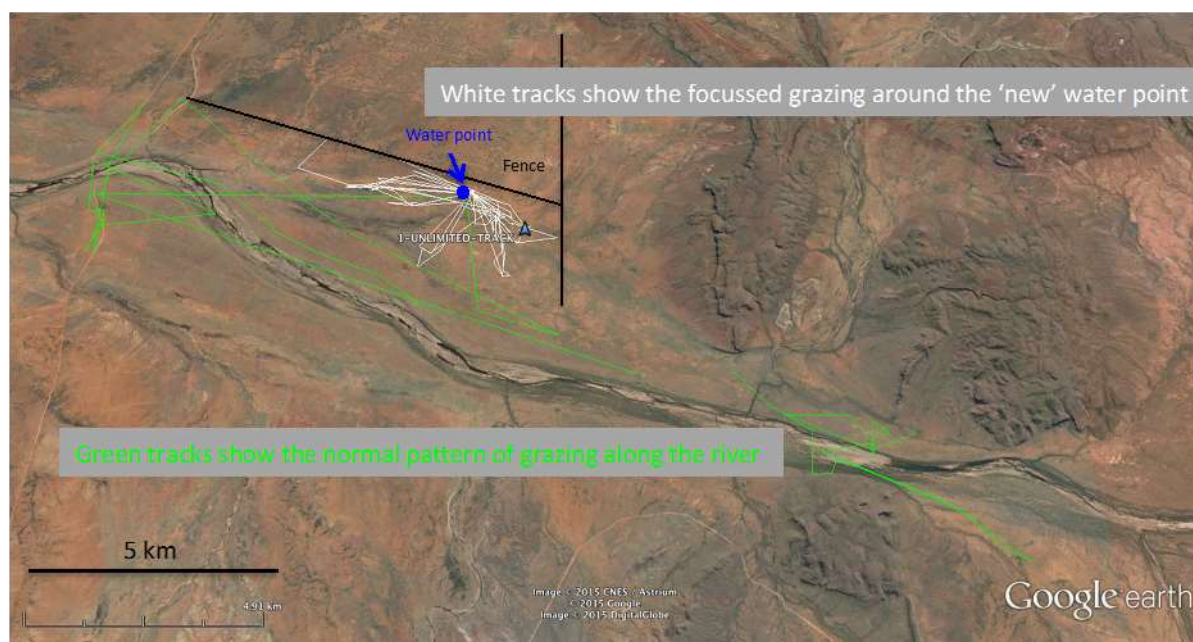 White tracks show the focussed grazing around the ‘new’ water point
Water point
Fence
1-UNLIMITED-TRACK
Green tracks show the normal pattern of grazing along the river
5 km
4.91 km
Image © 2015 CNES / Astrium
© 2015 Google
Image © 2015 DigitalGlobe
Google earth